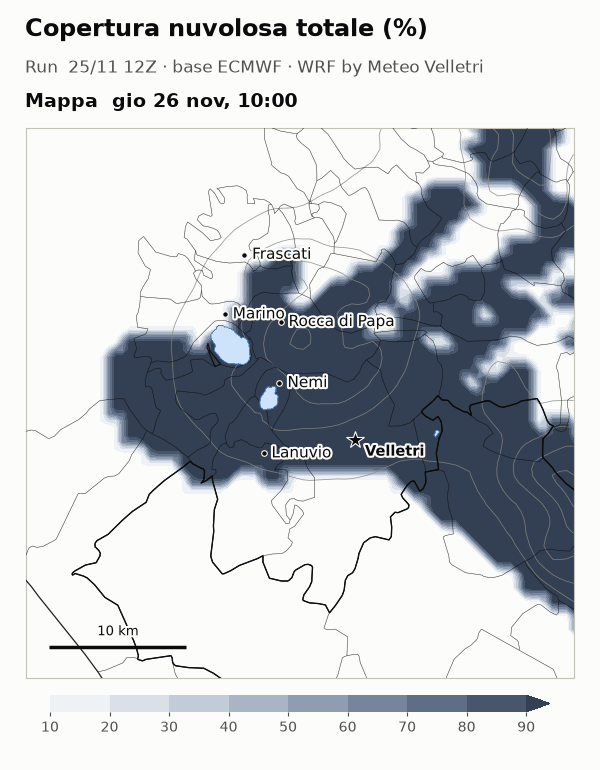 Copertura nuvolosa totale (%)
Run  25/11 12Z · base ECMWF · WRF by Meteo Velletri
Mappa  gio 26 nov, 10:00
Frascati
Marino
Rocca di Papa
Nemi
Velletri
Lanuvio
10 km
10 20 30 40 50 60 70 80 90